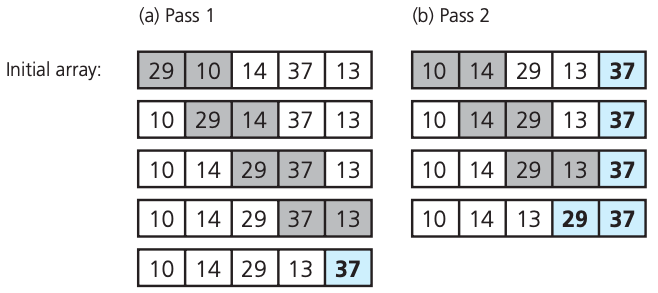 (a) Pass 1 (b) Pass 2
Initial array: 29 10 14 37 13 10 14 29 13 37
10 29 14 37 13 10 14 29 13 37
10 14 29 37 13 10 14 29 13 37
10 14 29 37 13 10 14 13 29 37
10 14 29 13 37